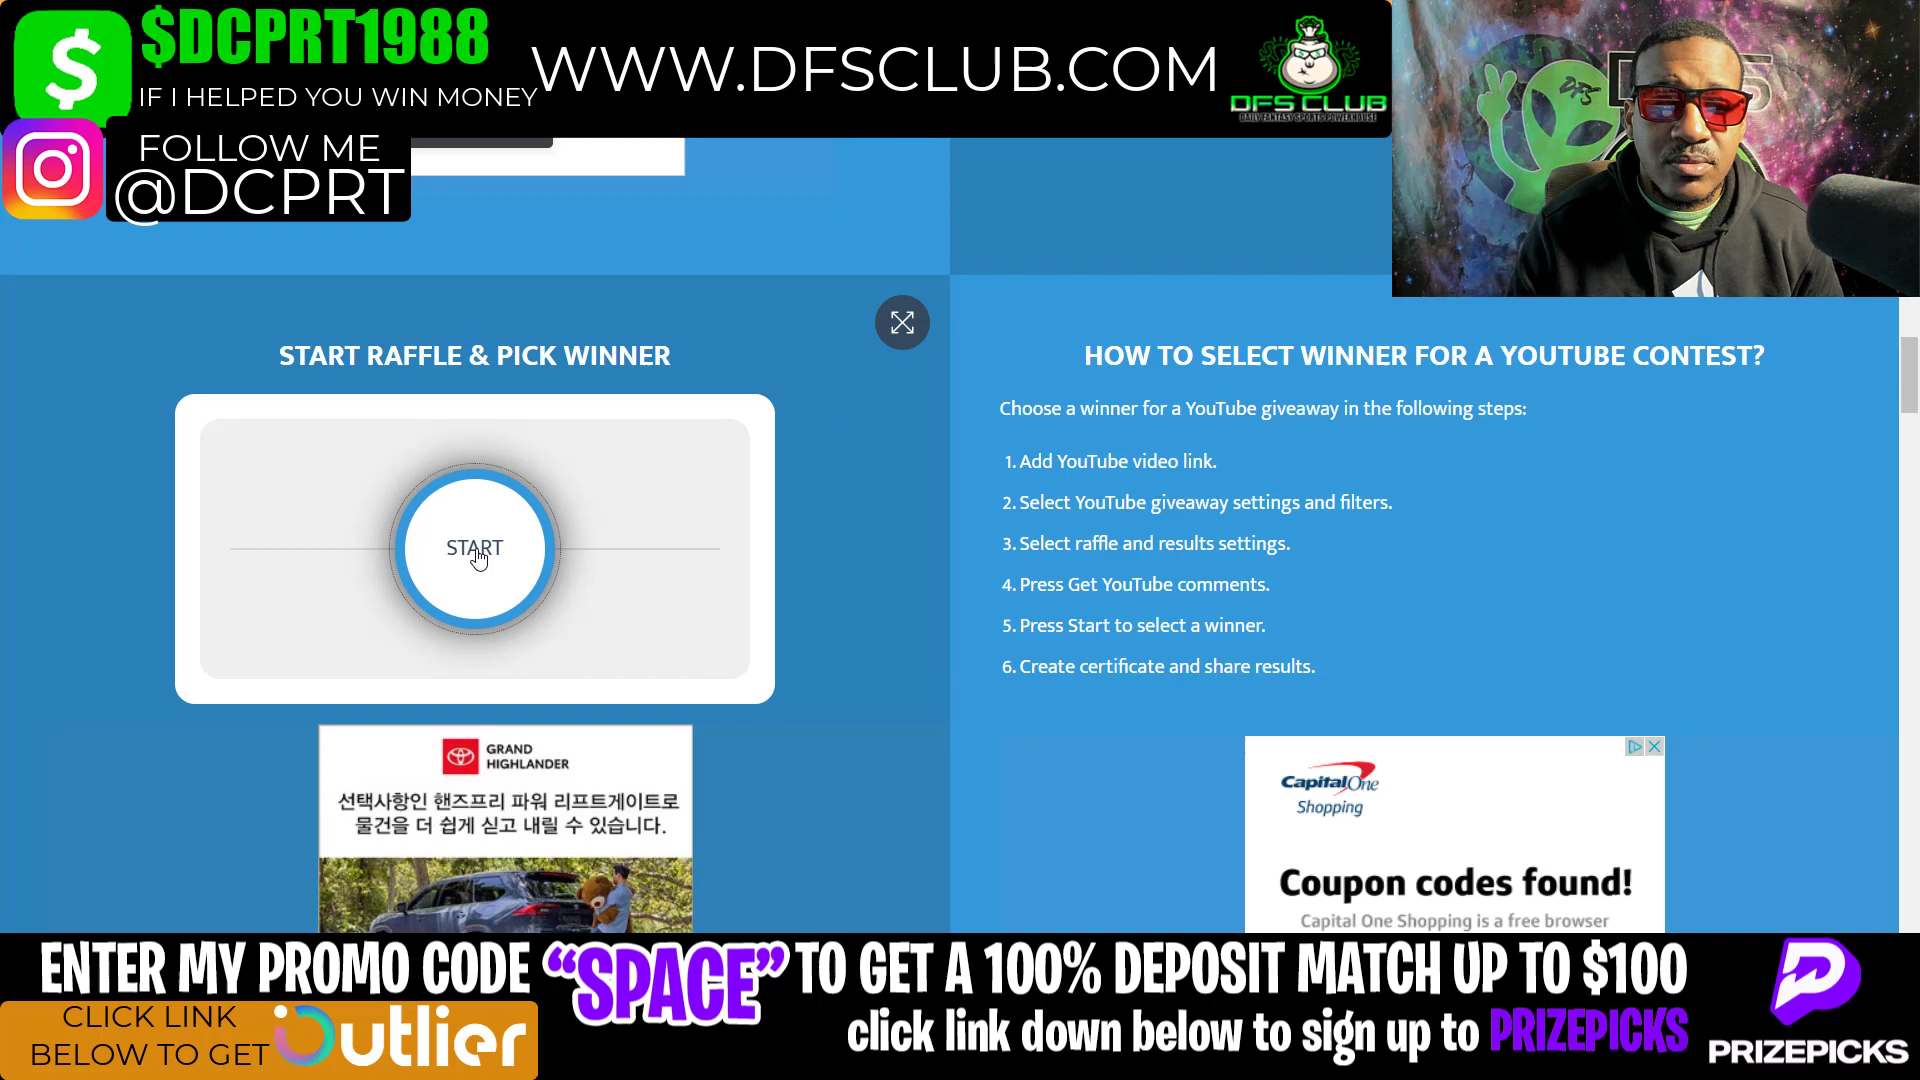 $DCPRT1988
IF I HELPED YOU WIN MONEY
WWW.DFSCLUB.COM
DFS CLUB
DAILY FANTASY SPORTS POWERHOUSE
FOLLOW ME
@DCPRT
DFS
START RAFFLE & PICK WINNER
START
HOW TO SELECT WINNER FOR A YOUTUBE CONTEST?
Choose a winner for a YouTube giveaway in the following steps:
1. Add YouTube video link.
2. Select YouTube giveaway settings and filters.
3. Select raffle and results settings.
4. Press Get YouTube comments.
5. Press Start to select a winner.
6. Create certificate and share results.
GRAND
HIGHLANDER
선택사항인 핸즈프리 파워 리프트게이트로
물건을 더 쉽게 싣고 내릴 수 있습니다.
CapitalOne
Shopping
Coupon codes found!
Capital One Shopping is a free browser
ENTER MY PROMO CODE "SPACE" TO GET A 100% DEPOSIT MATCH UP TO $100
click link down below to sign up to PRIZEPICKS
CLICK LINK
BELOW TO GET
Outlier
PRIZEPICKS